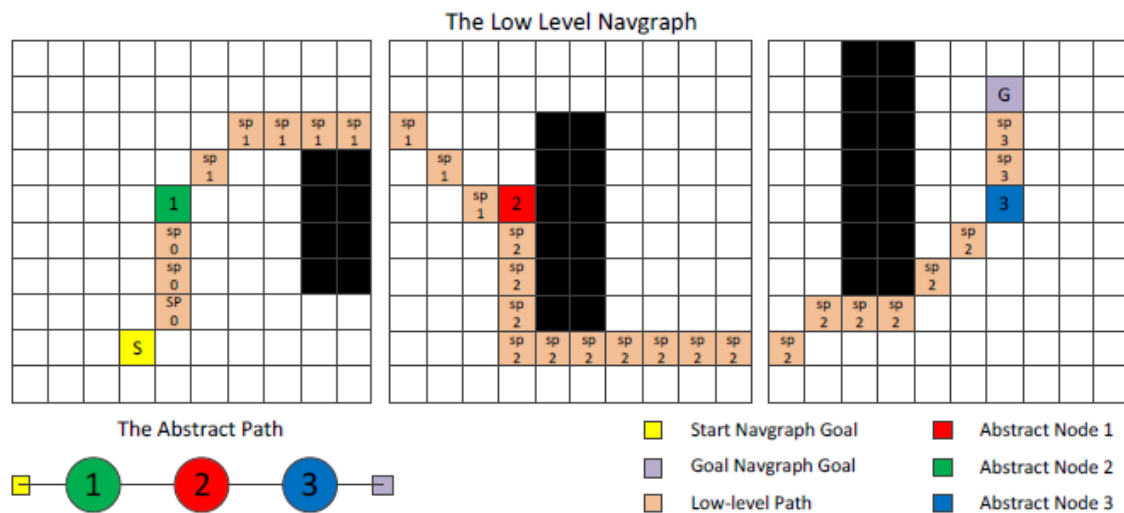 The Low Level Navgraph
sp sp sp sp
1 1 1 1
sp
1
1
sp
0
sp
0
SP
0
S
sp
1
sp
1
sp
1
2
sp
2
sp
2
sp
2
sp sp sp sp sp sp sp
2 2 2 2 2 2 2
G
sp
3
sp
3
3
sp
2
sp
2
sp sp sp
2 2 2
sp
2
The Abstract Path
1 2 3
Start Navgraph Goal
Goal Navgraph Goal
Low-level Path
Abstract Node 1
Abstract Node 2
Abstract Node 3